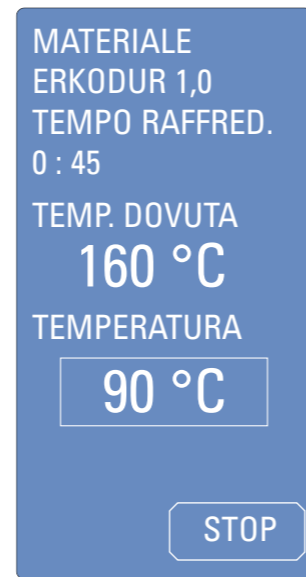 MATERIALE
ERKODUR 1,0
TEMPO RAFFRED.
0 : 45
TEMP. DOVUTA
160 °C
TEMPERATURA
90 °C
STOP